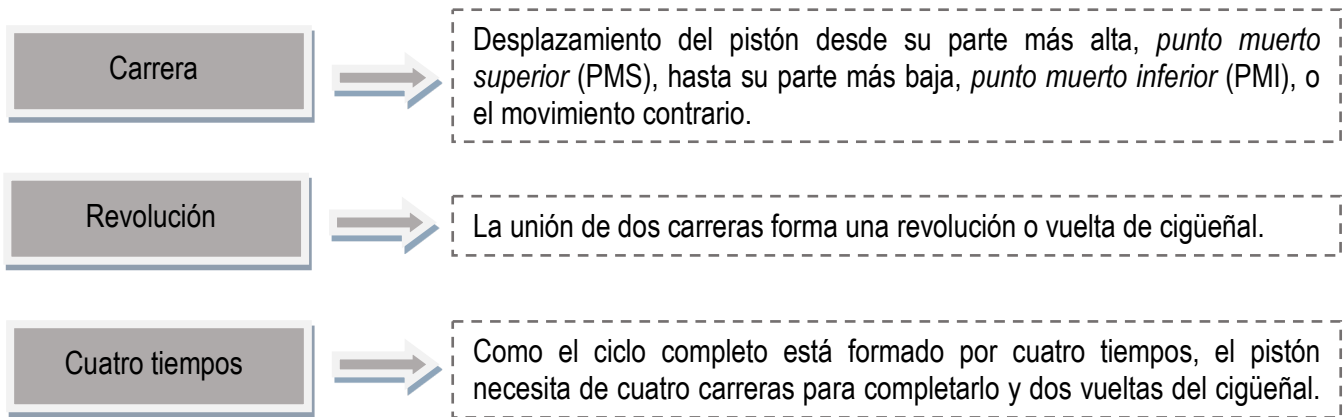 Carrera
Desplazamiento del pistón desde su parte más alta, punto muerto
superior (PMS), hasta su parte más baja, punto muerto inferior (PMI), o
el movimiento contrario.
Revolución
La unión de dos carreras forma una revolución o vuelta de cigüeñal.
Cuatro tiempos
Como el ciclo completo está formado por cuatro tiempos, el pistón
necesita de cuatro carreras para completarlo y dos vueltas del cigüeñal.